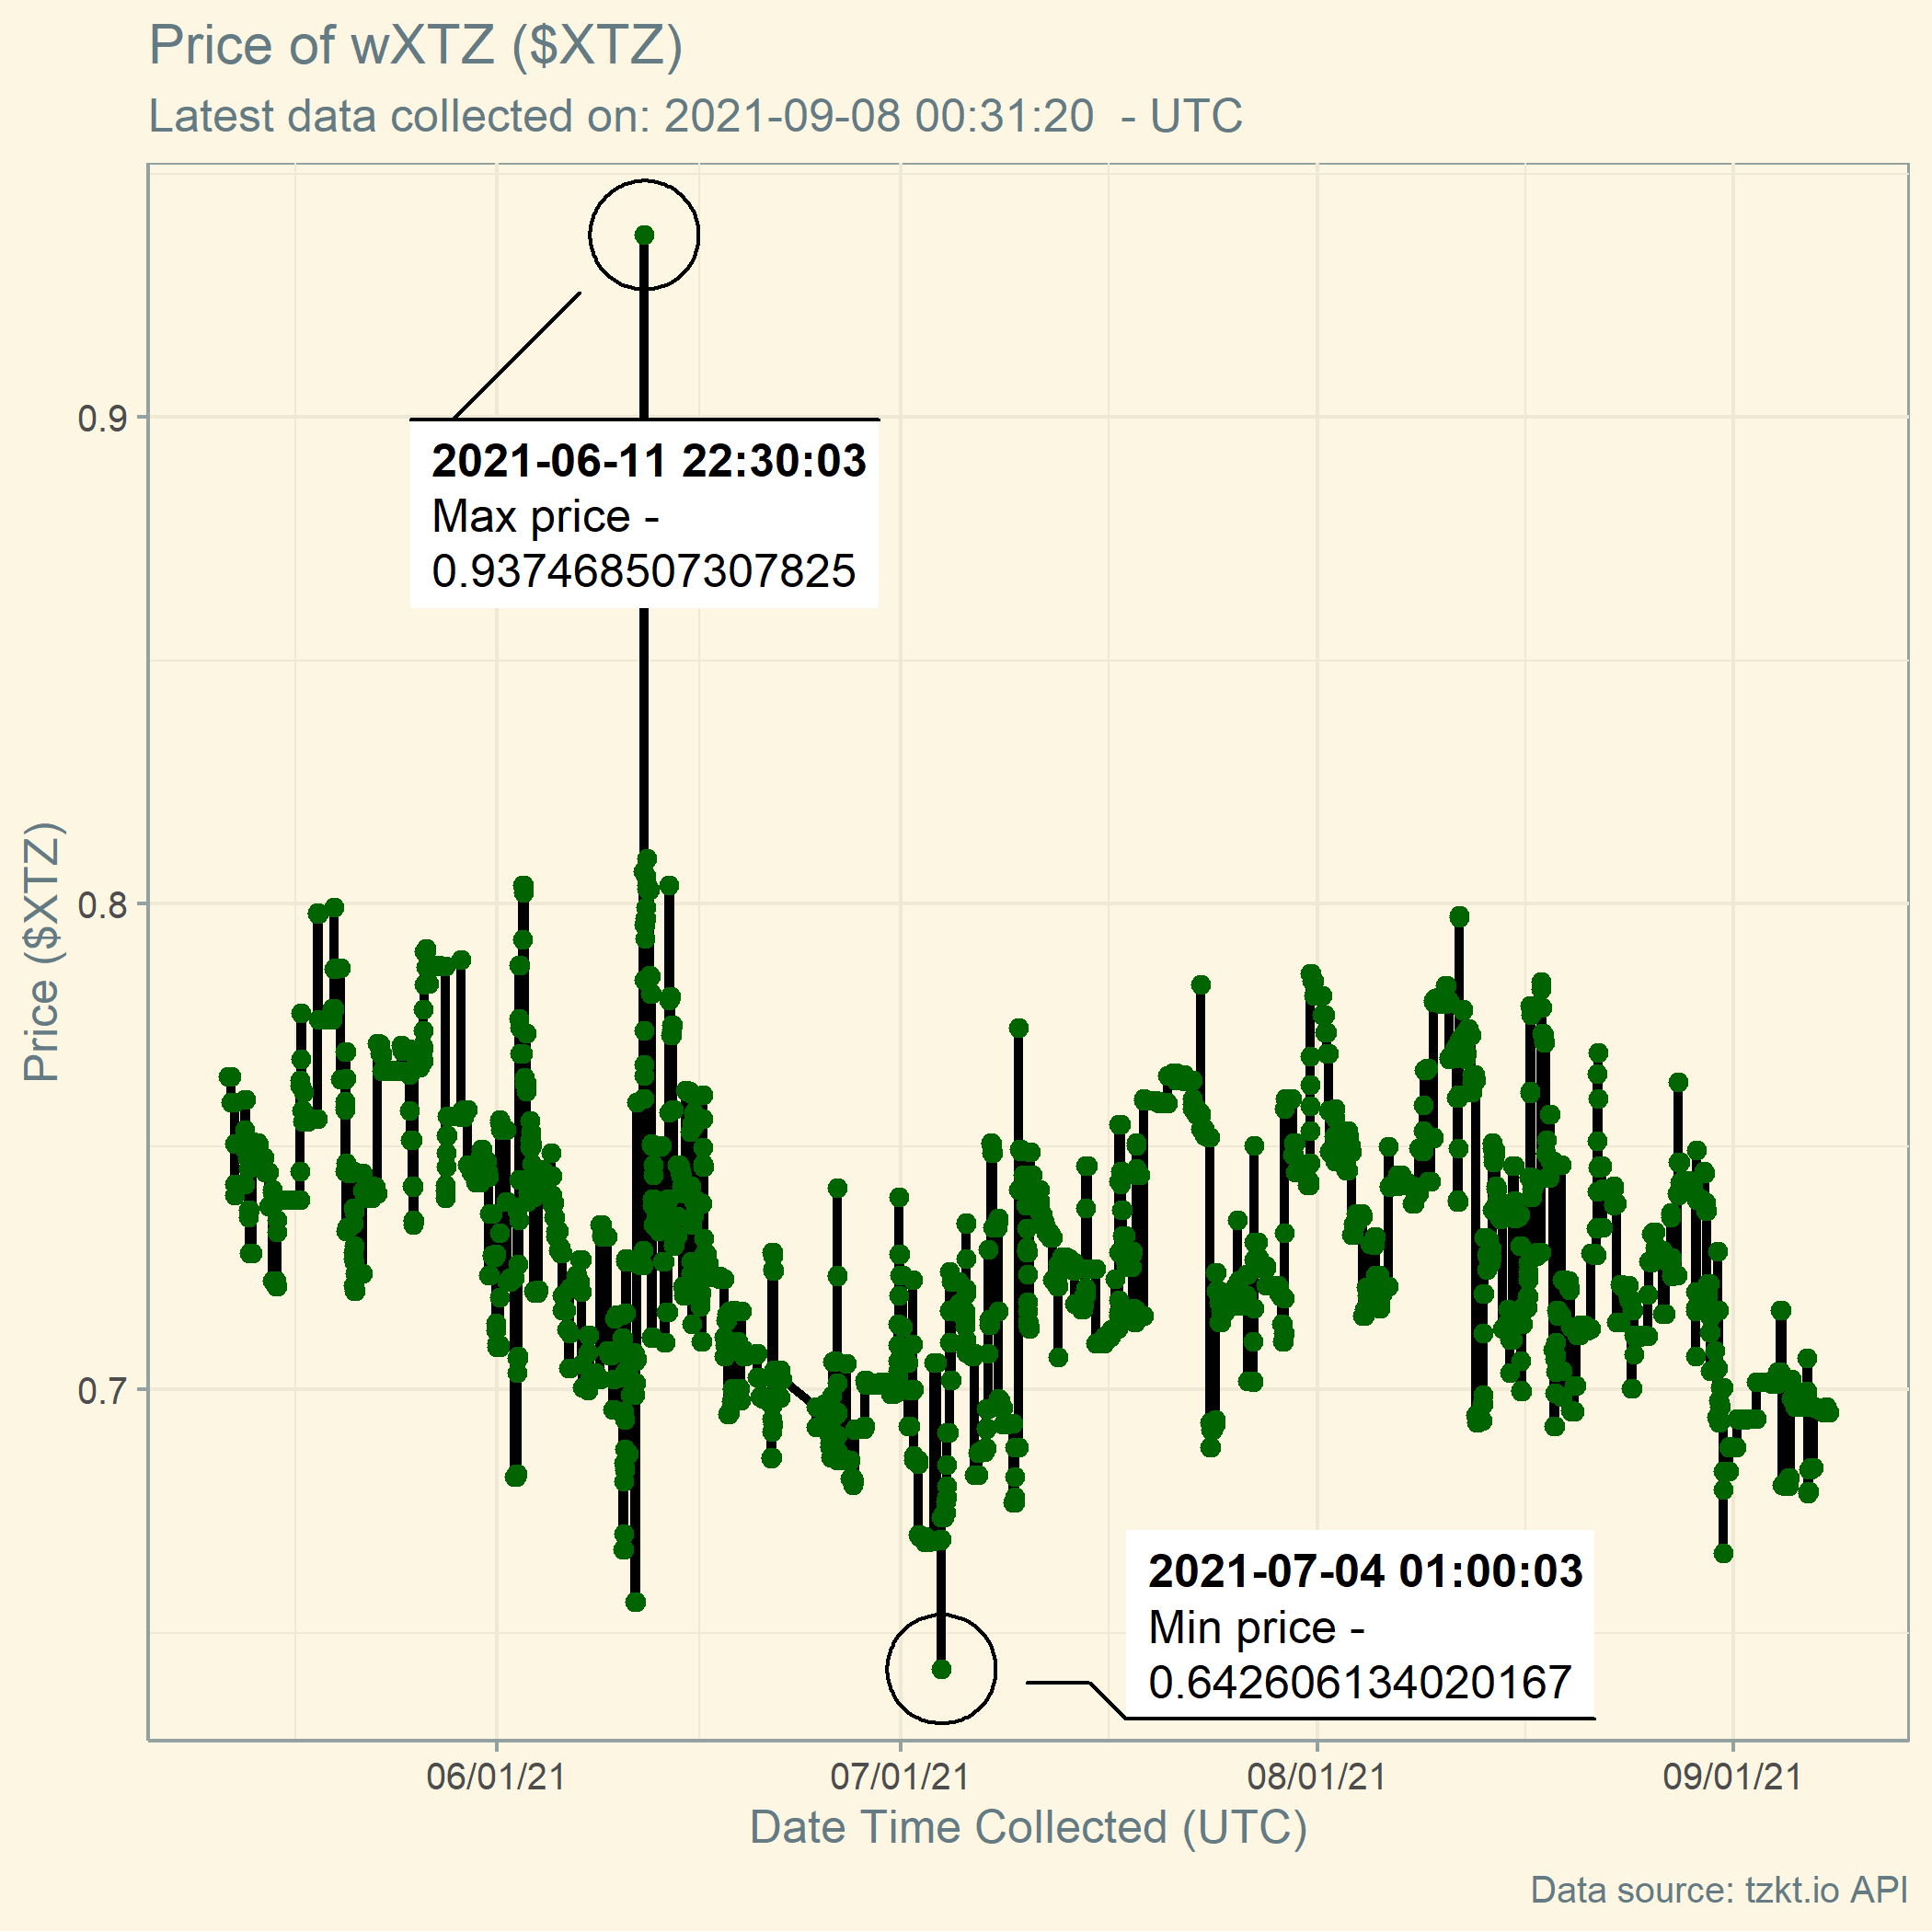 Price of wXTZ ($XTZ)
Latest data collected on: 2021-09-08 00:31:20  - UTC
Price ($XTZ)
0.9
0.8
0.7
2021-06-11 22:30:03
Max price -
0.937468507307825
2021-07-04 01:00:03
Min price -
0.642606134020167
06/01/21
07/01/21
08/01/21
09/01/21
Date Time Collected (UTC)
Data source: tzkt.io API